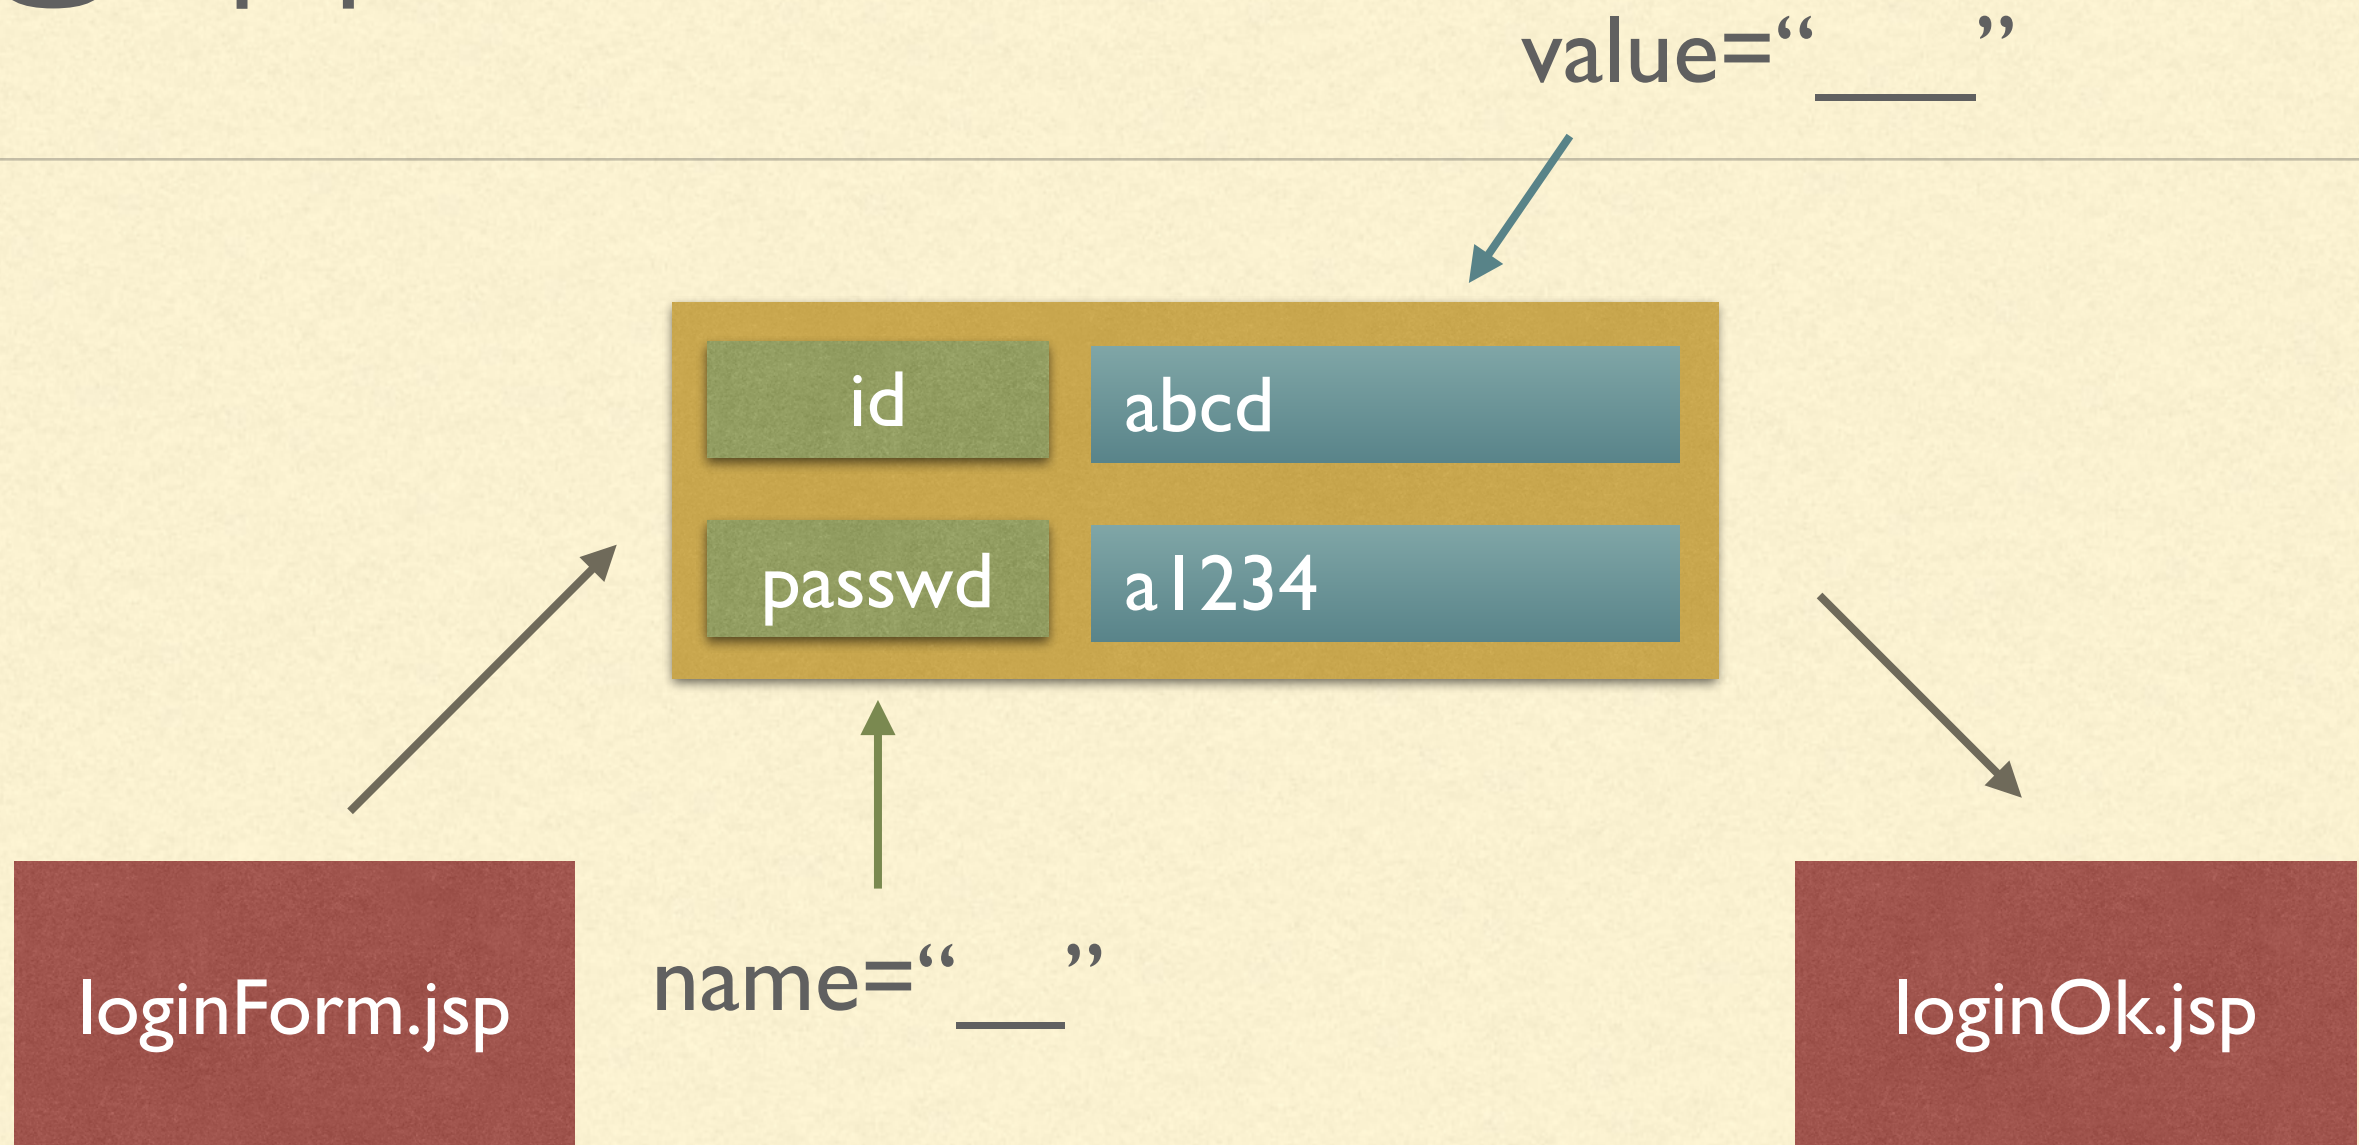 value=“___”
id
abcd
passwd
a1234
name=“__”
loginForm.jsp
loginOk.jsp